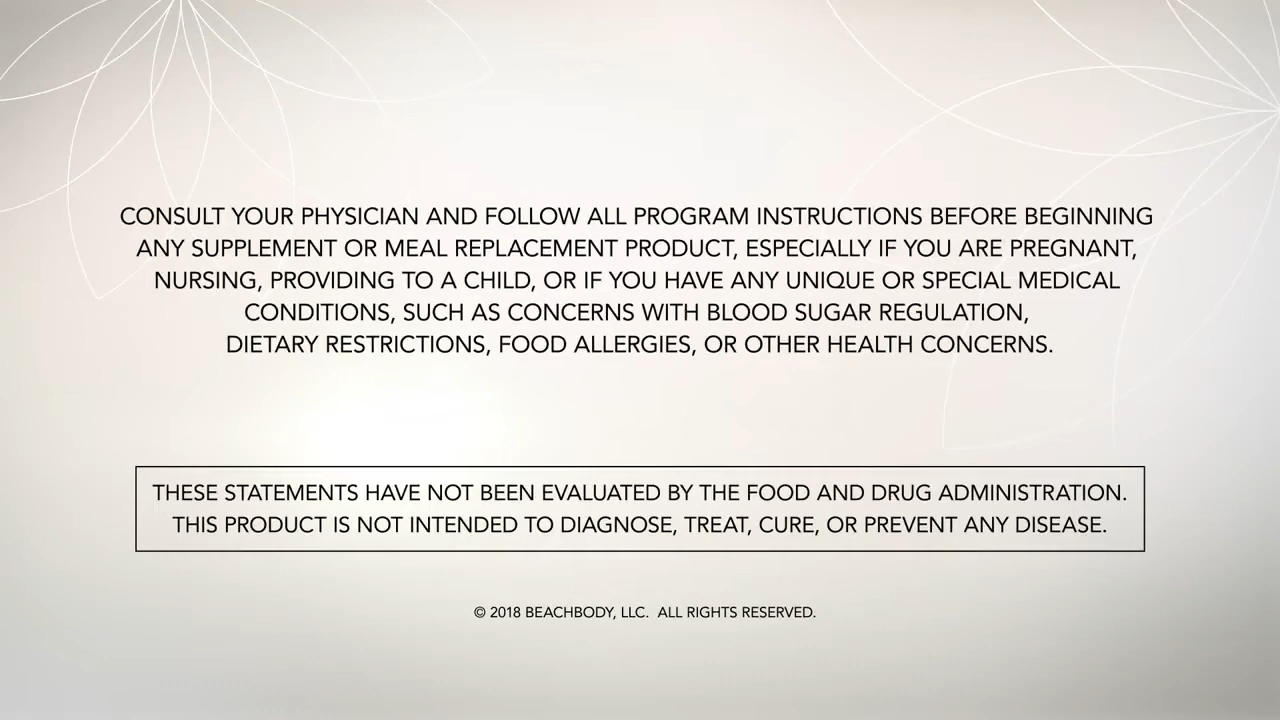 CONSULT YOUR PHYSICIAN AND FOLLOW ALL PROGRAM INSTRUCTIONS BEFORE BEGINNING
ANY SUPPLEMENT OR MEAL REPLACEMENT PRODUCT, ESPECIALLY IF YOU ARE PREGNANT,
NURSING, PROVIDING TO A CHILD, OR IF YOU HAVE ANY UNIQUE OR SPECIAL MEDICAL
CONDITIONS, SUCH AS CONCERNS WITH BLOOD SUGAR REGULATION,
DIETARY RESTRICTIONS, FOOD ALLERGIES, OR OTHER HEALTH CONCERNS.
THESE STATEMENTS HAVE NOT BEEN EVALUATED BY THE FOOD AND DRUG ADMINISTRATION.
THIS PRODUCT IS NOT INTENDED TO DIAGNOSE, TREAT, CURE, OR PREVENT ANY DISEASE.
© 2018 BEACHBODY, LLC.  ALL RIGHTS RESERVED.